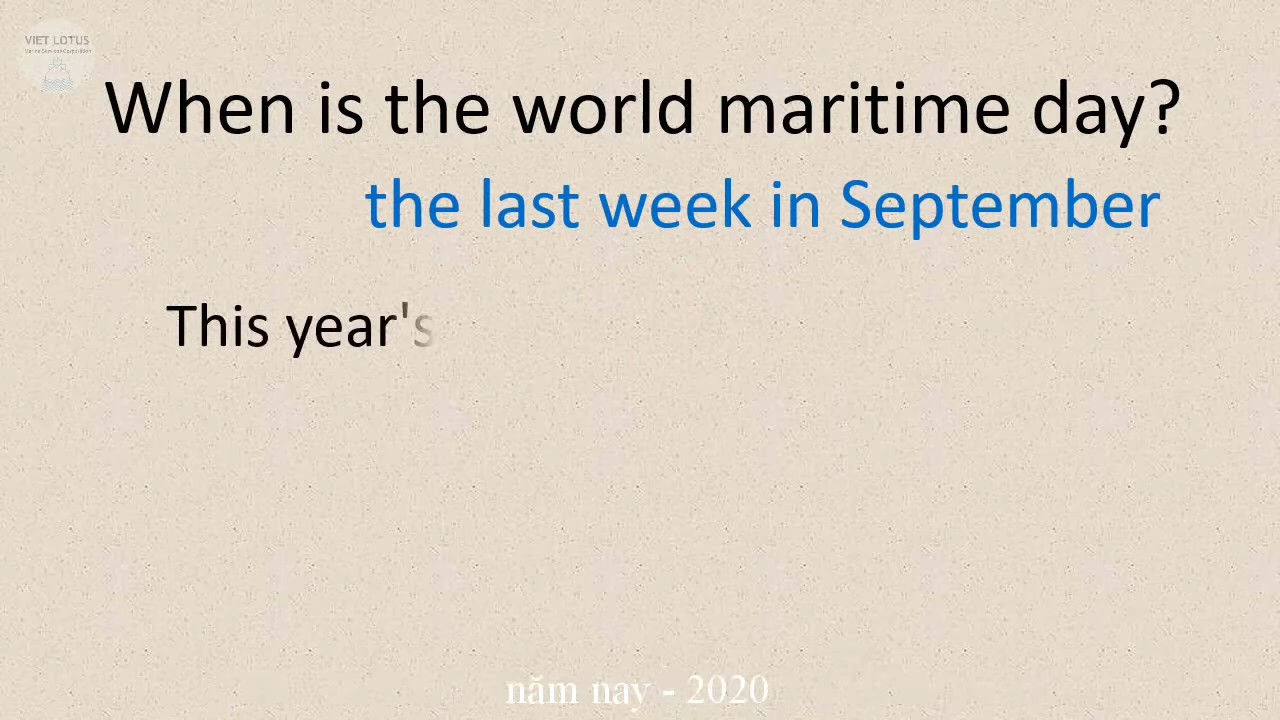 VIET LOTUS
When is the world maritime day?
the last week in September
This year's
năm nay - 2020